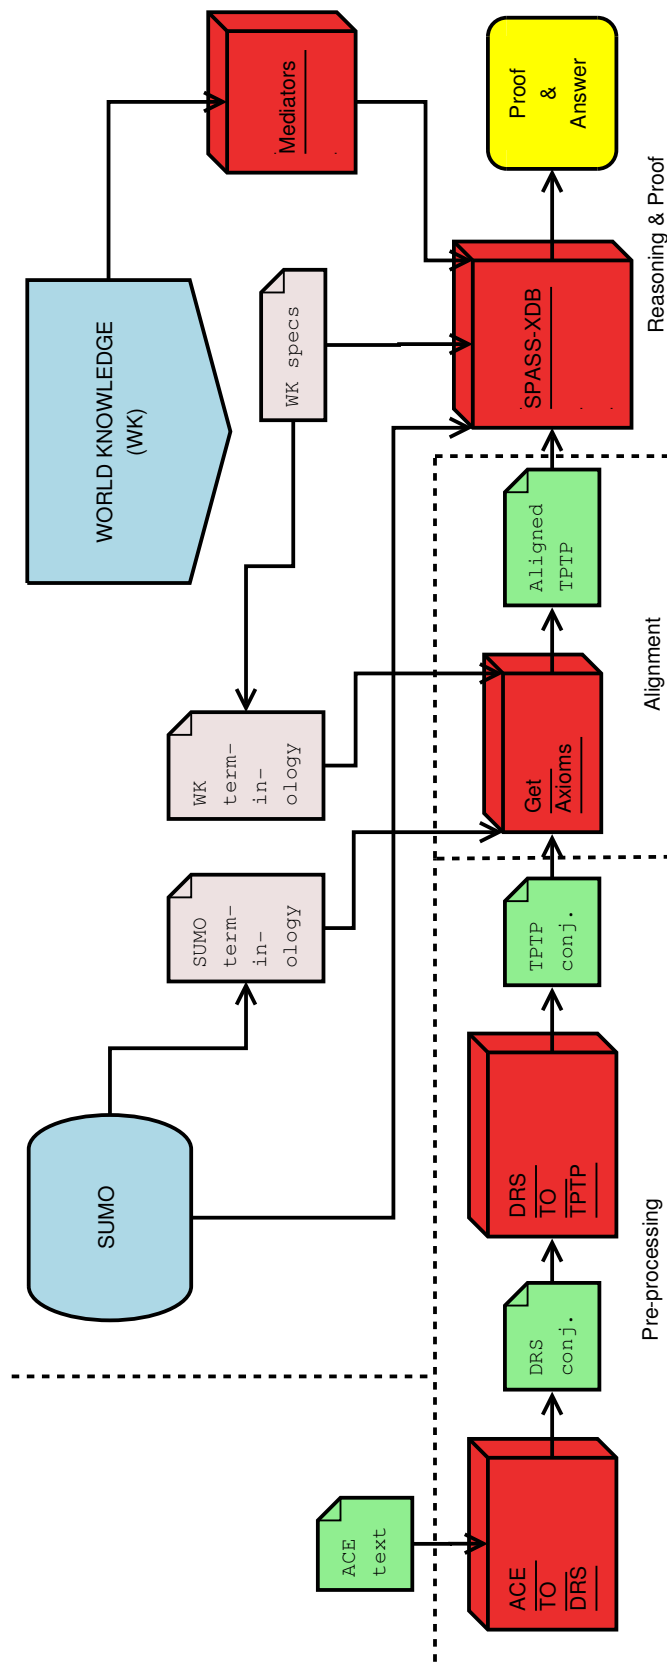 WORLD KNOWLEDGE
(WK)
SUMO
Mediators
WK specs
WK
term-
in-
ology
SUMO
term-
in-
ology
ACE
text
ACE
TO
DRS
DRS
conj.
DRS
TO
TPTP
TPTP
conj.
Get
Axioms
Aligned
TPTP
SPASS-XDB
Proof
&
Answer
Pre-processing
Alignment
Reasoning & Proof